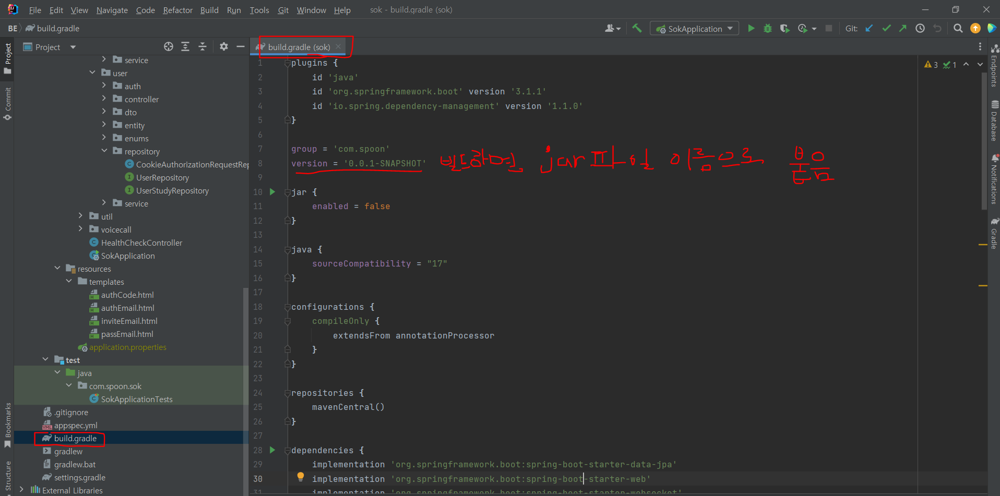 File Edit View Navigate Code Refactor Build Run Tools Git Window Help sok - build.gradle (sok)
BE build.gradle SokApplication Git:
Project
build.gradle (sok)
service
user
auth
controller
dto
entity
enums
repository
CookieAuthorizationRequestRep
UserRepository
UserStudyRepository
service
util
voicecall
HealthCheckController
SokApplication
resources
templates
authCode.html
authEmail.html
inviteEmail.html
passEmail.html
application.properties
test
java
com.spoon.sok
SokApplicationTests
.gitignore
appspec.yml
build.gradle
gradlew
gradlew.bat
settings.gradle
External Libraries
Project
Commit
Bookmarks
Structure
1 plugins {
2 id 'java'
3 id 'org.springframework.boot' version '3.1.1'
4 id 'io.spring.dependency-management' version '1.1.0'
5 }
6
7 group = 'com.spoon'
8 version = '0.0.1-SNAPSHOT' 빌드하면 jar파일 이름으로 붙음
9
10 jar {
11 enabled = false
12 }
13
14 java {
15 sourceCompatibility = "17"
16 }
17
18 configurations {
19 compileOnly {
20 extendsFrom annotationProcessor
21 }
22 }
23
24 repositories {
25 mavenCentral()
26 }
27
28 dependencies {
29 implementation 'org.springframework.boot:spring-boot-starter-data-jpa'
30 implementation 'org.springframework.boot:spring-boot-starter-web'
31 implementation 'org.springframework.boot:spring-boot-starter-websocket'
3 1
Endpoints
Database
Notifications
Gradle